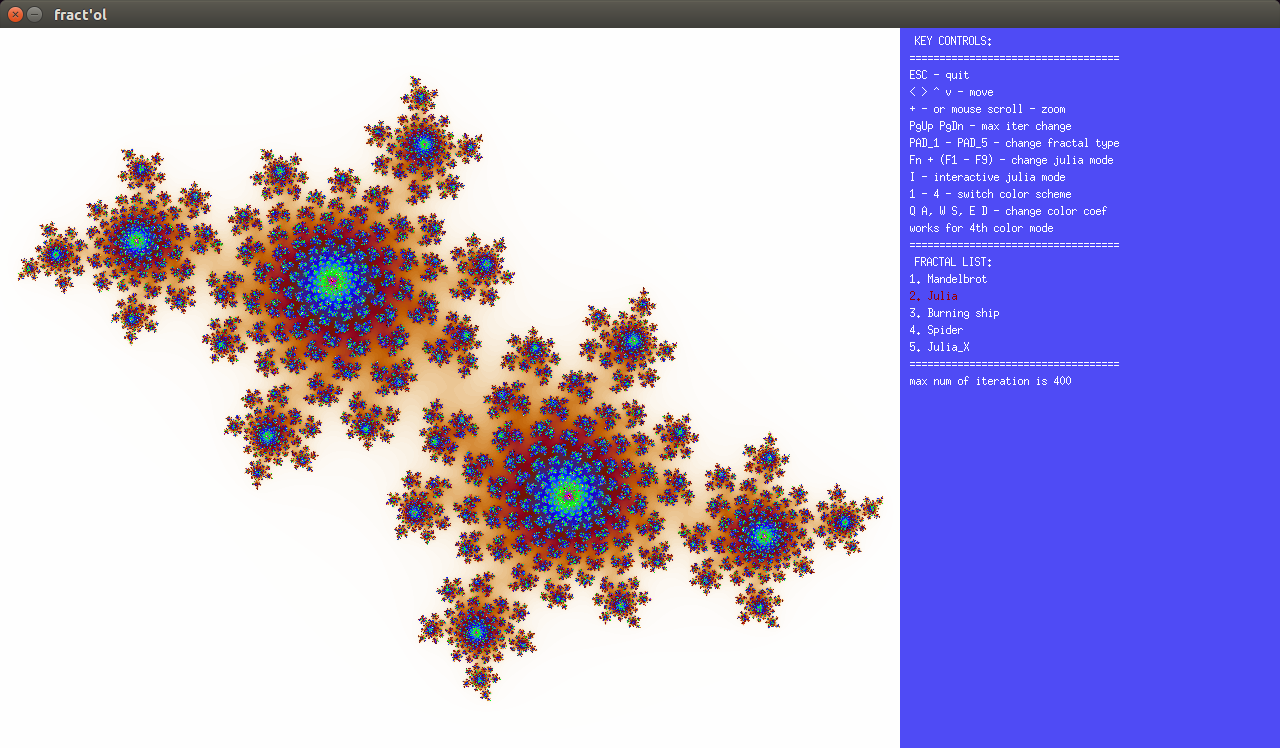 fract'ol
KEY CONTROLS:
===================================
ESC - quit
< > ^ v - move
+ - or mouse scroll - zoom
PgUp PgDn - max iter change
PAD_1 - PAD_5 - change fractal type
Fn + (F1 - F9) - change julia mode
I - interactive julia mode
1 - 4 - switch color scheme
Q A, W S, E D - change color coef
works for 4th color mode
===================================
FRACTAL LIST:
1. Mandelbrot
2. Julia
3. Burning ship
4. Spider
5. Julia_X
===================================
max num of iteration is 400